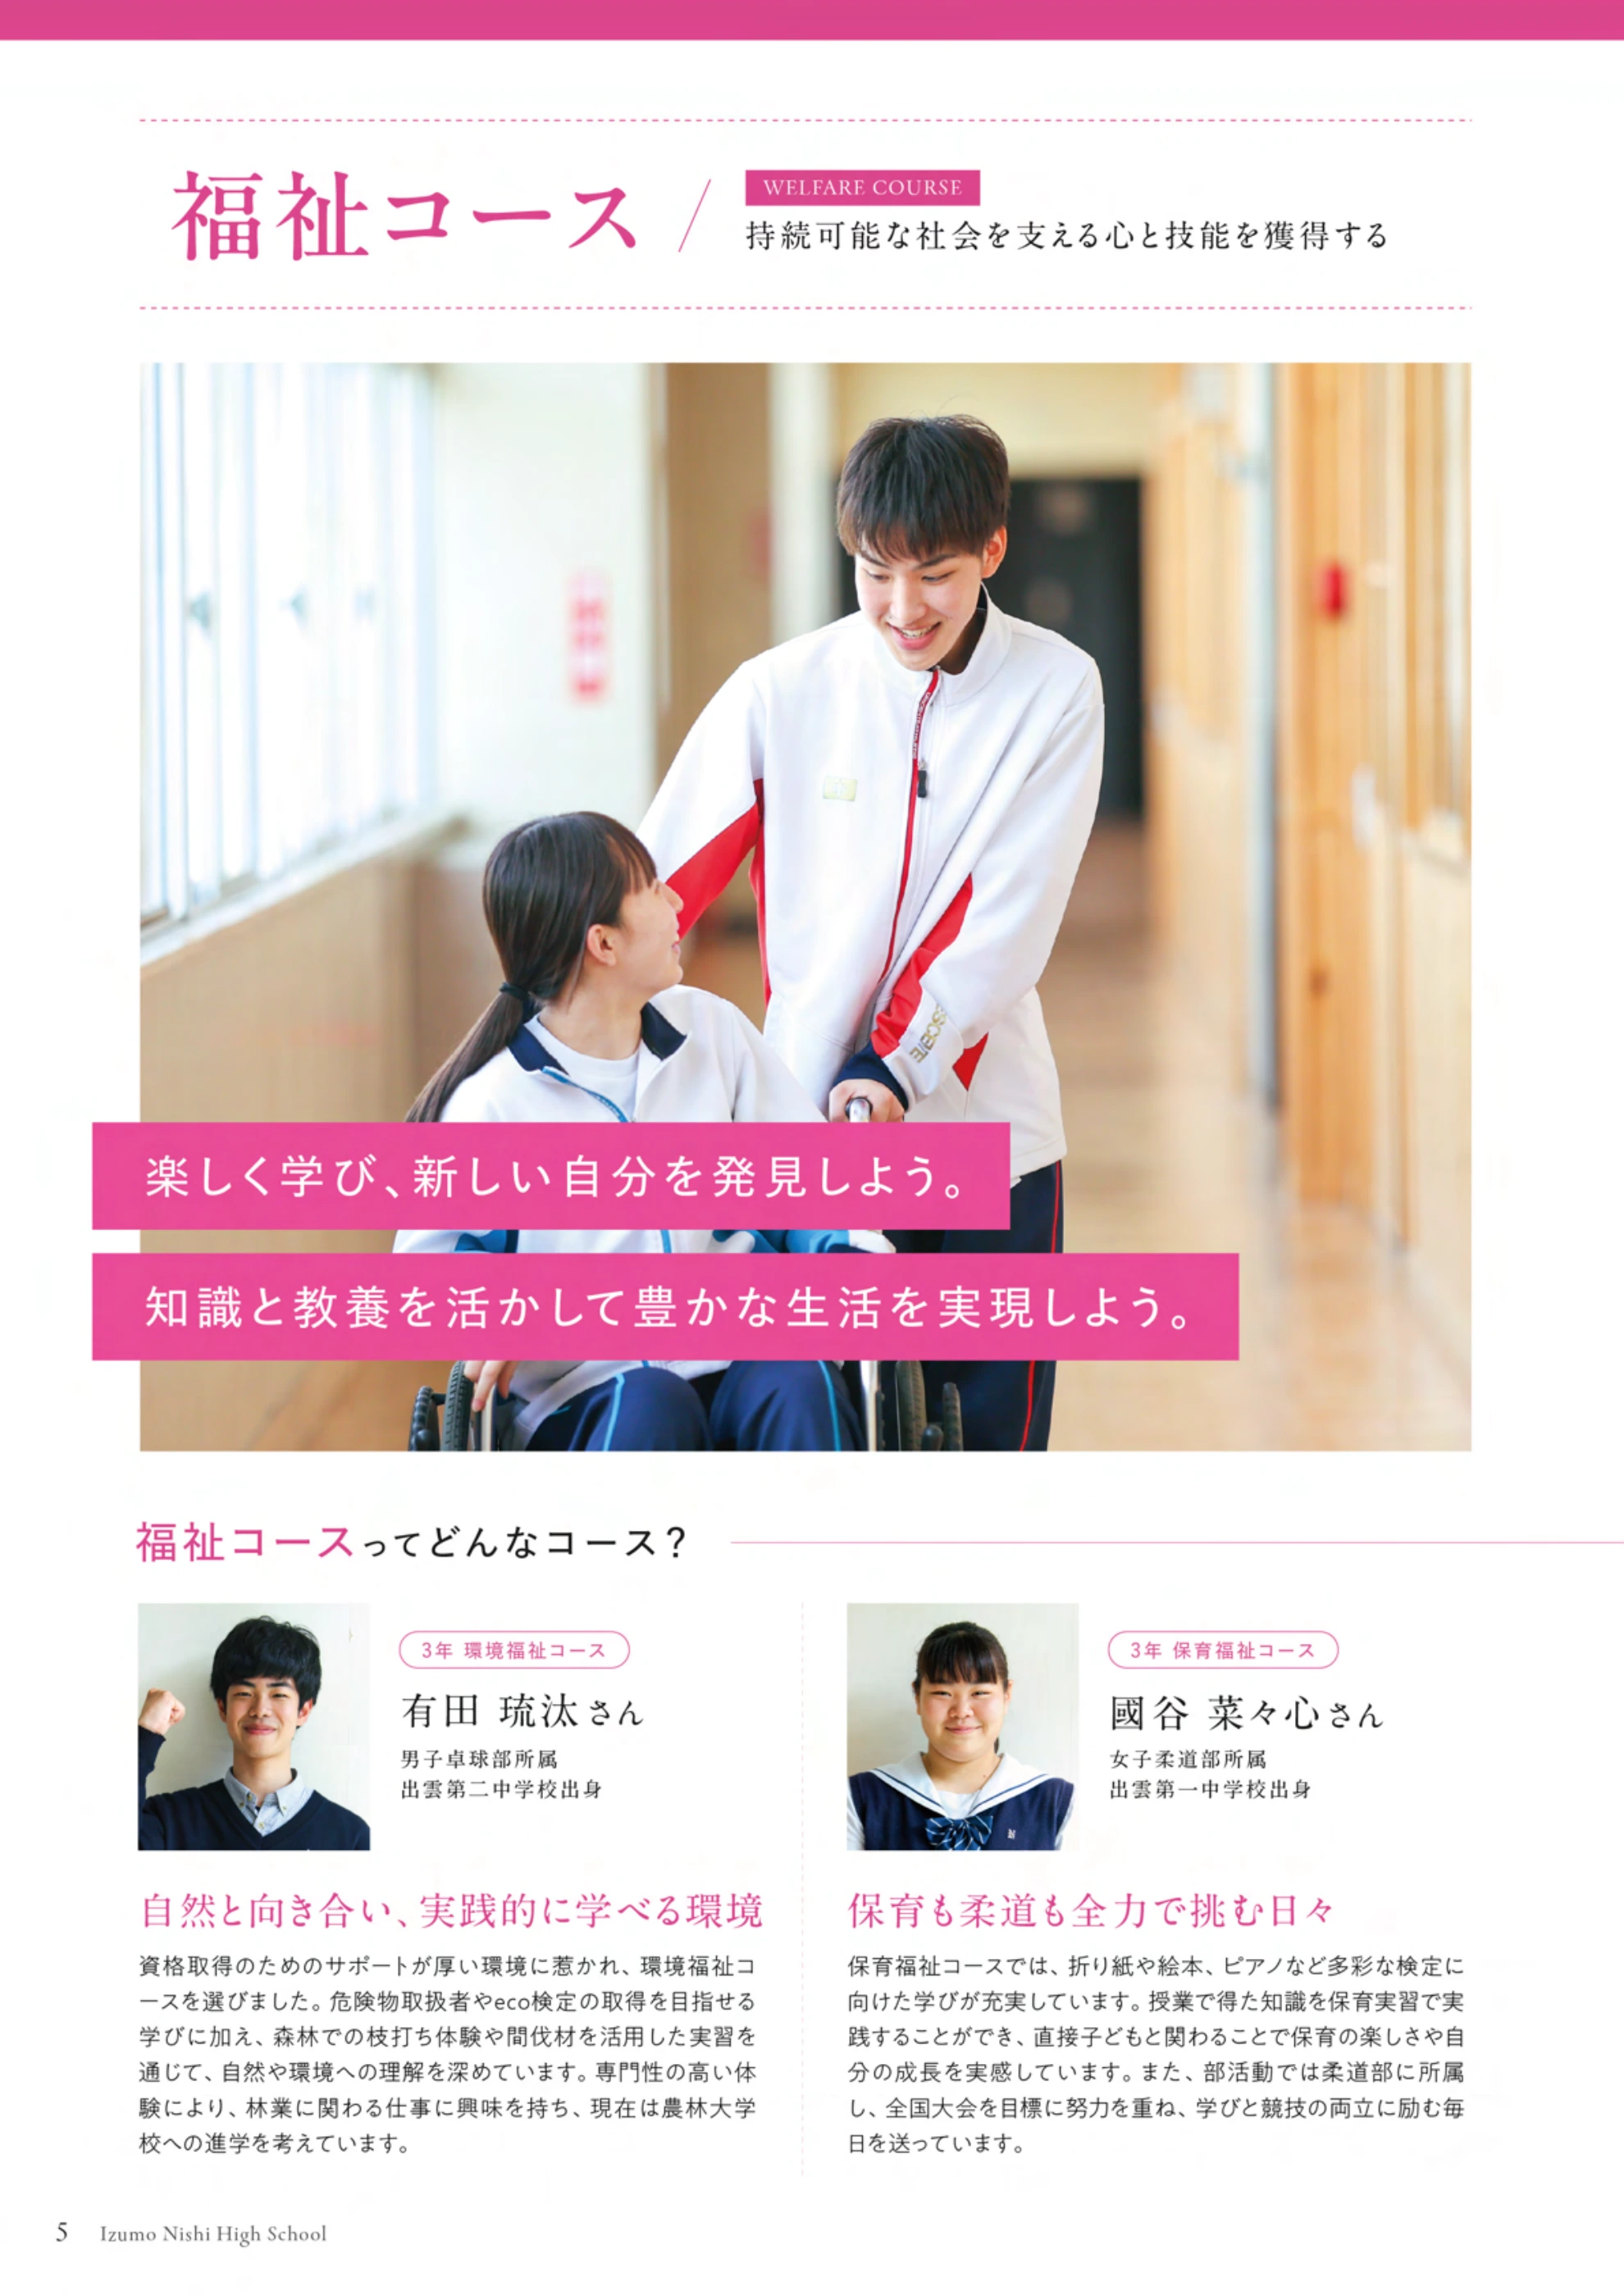 福祉コース
WELFARE COURSE
持続可能な社会を支える心と技能を獲得する
楽しく学び、新しい自分を発見しよう。
知識と教養を活かして豊かな生活を実現しよう。
福祉コースってどんなコース？
3年 環境福祉コース
有田 琉汰さん
男子卓球部所属
出雲第二中学校出身
自然と向き合い、実践的に学べる環境
資格取得のためのサポートが厚い環境に惹かれ、環境福祉コ
ースを選びました。危険物取扱者やeco検定の取得を目指せる
学びに加え、森林での枝打ち体験や間伐材を活用した実習を
通じて、自然や環境への理解を深めています。専門性の高い体
験により、林業に関わる仕事に興味を持ち、現在は農林大学
校への進学を考えています。
3年 保育福祉コース
國谷 菜々心さん
女子柔道部所属
出雲第一中学校出身
保育も柔道も全力で挑む日々
保育福祉コースでは、折り紙や絵本、ピアノなど多彩な検定に
向けた学びが充実しています。授業で得た知識を保育実習で実
践することができ、直接子どもと関わることで保育の楽しさや自
分の成長を実感しています。また、部活動では柔道部に所属
し、全国大会を目標に努力を重ね、学びと競技の両立に励む毎
日を送っています。
5 Izumo Nishi High School